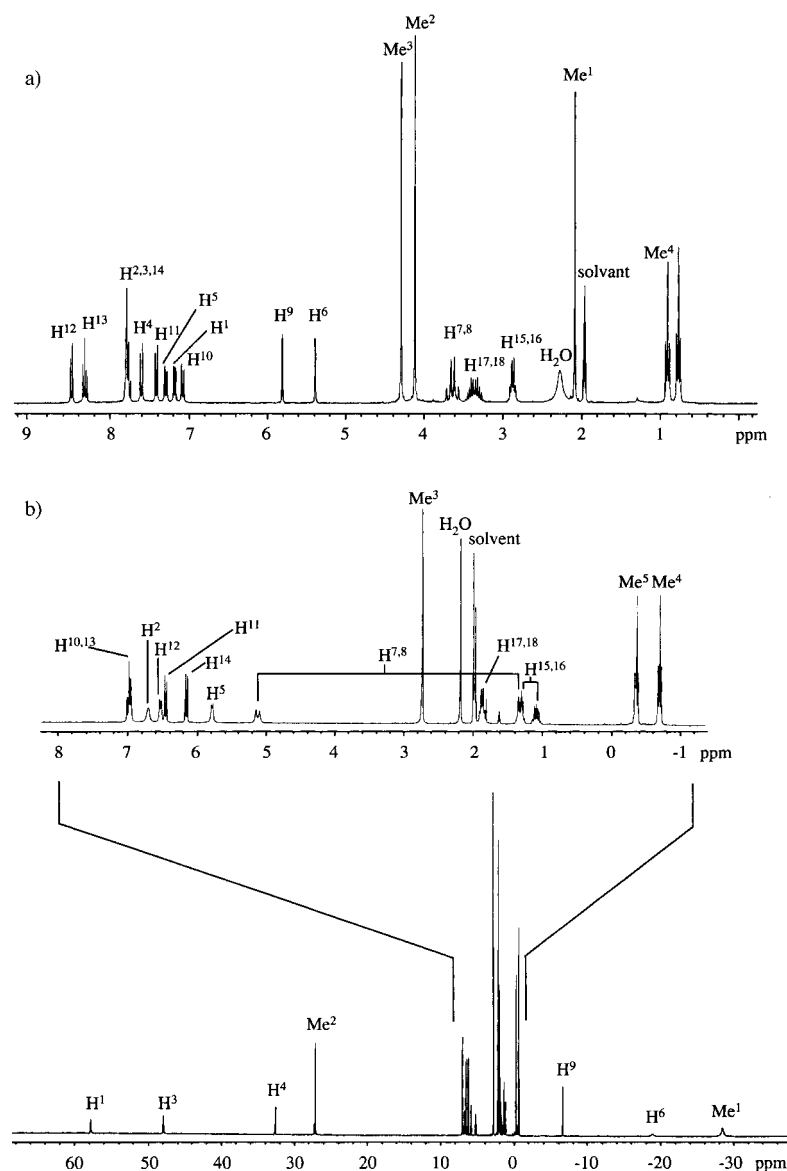 a)
Me³
Me²
Me¹
solvant
Me⁴
H¹²
H¹³
H²,³,¹⁴
H⁴
H¹¹
H⁵
H¹
H¹⁰
H⁹
H⁶
H⁷,⁸
H¹⁷,¹⁸
H¹⁵,¹⁶
H₂O
9 8 7 6 5 4 3 2 1 ppm
b)
Me³
H₂O
solvent
Me⁵
Me⁴
H¹⁰,¹³
H²
H¹²
H¹¹
H¹⁴
H⁵
H⁷,⁸
H¹⁷,¹⁸
H¹⁵,¹⁶
8 7 6 5 4 3 2 1 0 -1 ppm
H¹
H³
H⁴
Me²
H⁹
H⁶
Me¹
60 50 40 30 20 10 0 -10 -20 -30 ppm